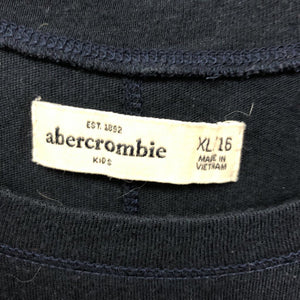 EST. 1892
abercrombie
KIDS
XL/16
MADE IN
VIETNAM